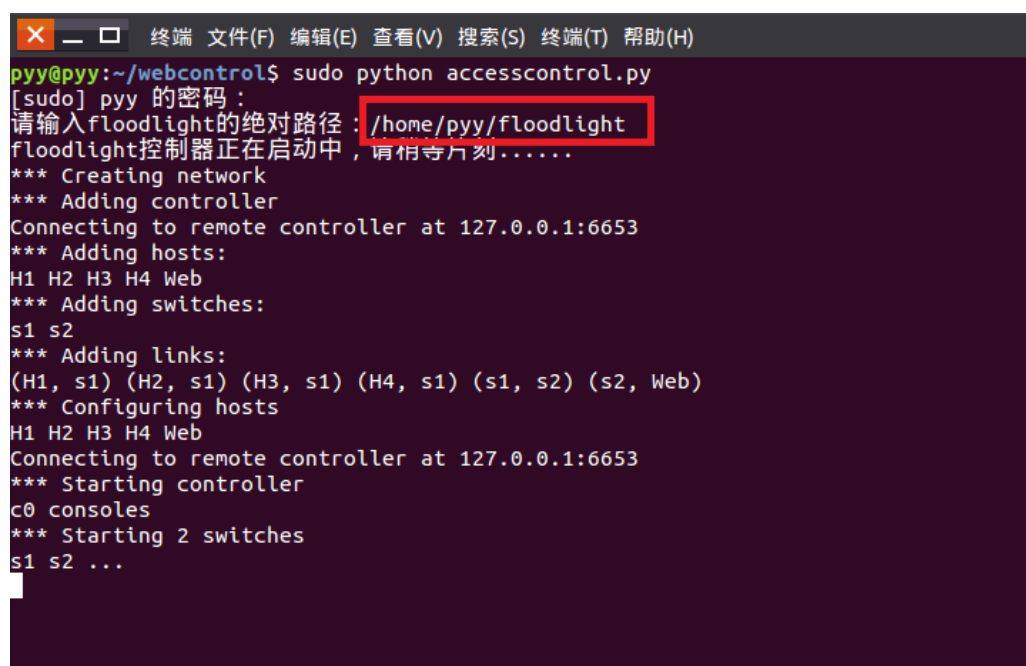 终端 文件(F) 编辑(E) 查看(V) 搜索(S) 终端(T) 帮助(H)
pyy@pyy:~/webcontrol$ sudo python accesscontrol.py
[sudo] pyy 的密码：
请输入floodlight的绝对路径：/home/pyy/floodlight
floodlight控制器正在启动中，请稍等片刻......
*** Creating network
*** Adding controller
Connecting to remote controller at 127.0.0.1:6653
*** Adding hosts:
H1 H2 H3 H4 Web
*** Adding switches:
s1 s2
*** Adding links:
(H1, s1) (H2, s1) (H3, s1) (H4, s1) (s1, s2) (s2, Web)
*** Configuring hosts
H1 H2 H3 H4 Web
Connecting to remote controller at 127.0.0.1:6653
*** Starting controller
c0 consoles
*** Starting 2 switches
s1 s2 ...